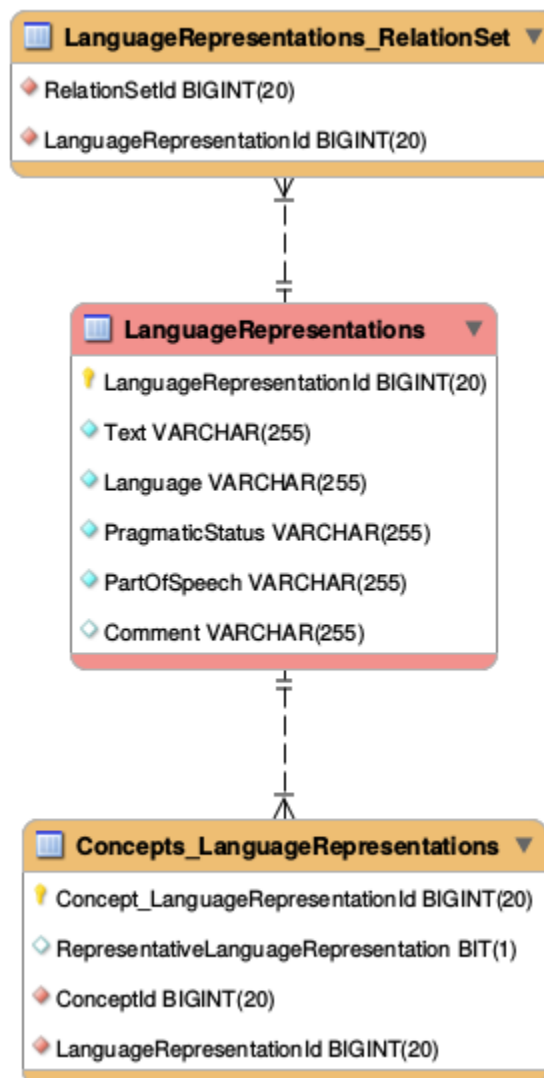 LanguageRepresentations_RelationSet
RelationSetId BIGINT(20)
LanguageRepresentationId BIGINT(20)
LanguageRepresentations
LanguageRepresentationId BIGINT(20)
Text VARCHAR(255)
Language VARCHAR(255)
PragmaticStatus VARCHAR(255)
PartOfSpeech VARCHAR(255)
Comment VARCHAR(255)
Concepts_LanguageRepresentations
Concept_LanguageRepresentationId BIGINT(20)
RepresentativeLanguageRepresentation BIT(1)
ConceptId BIGINT(20)
LanguageRepresentationId BIGINT(20)